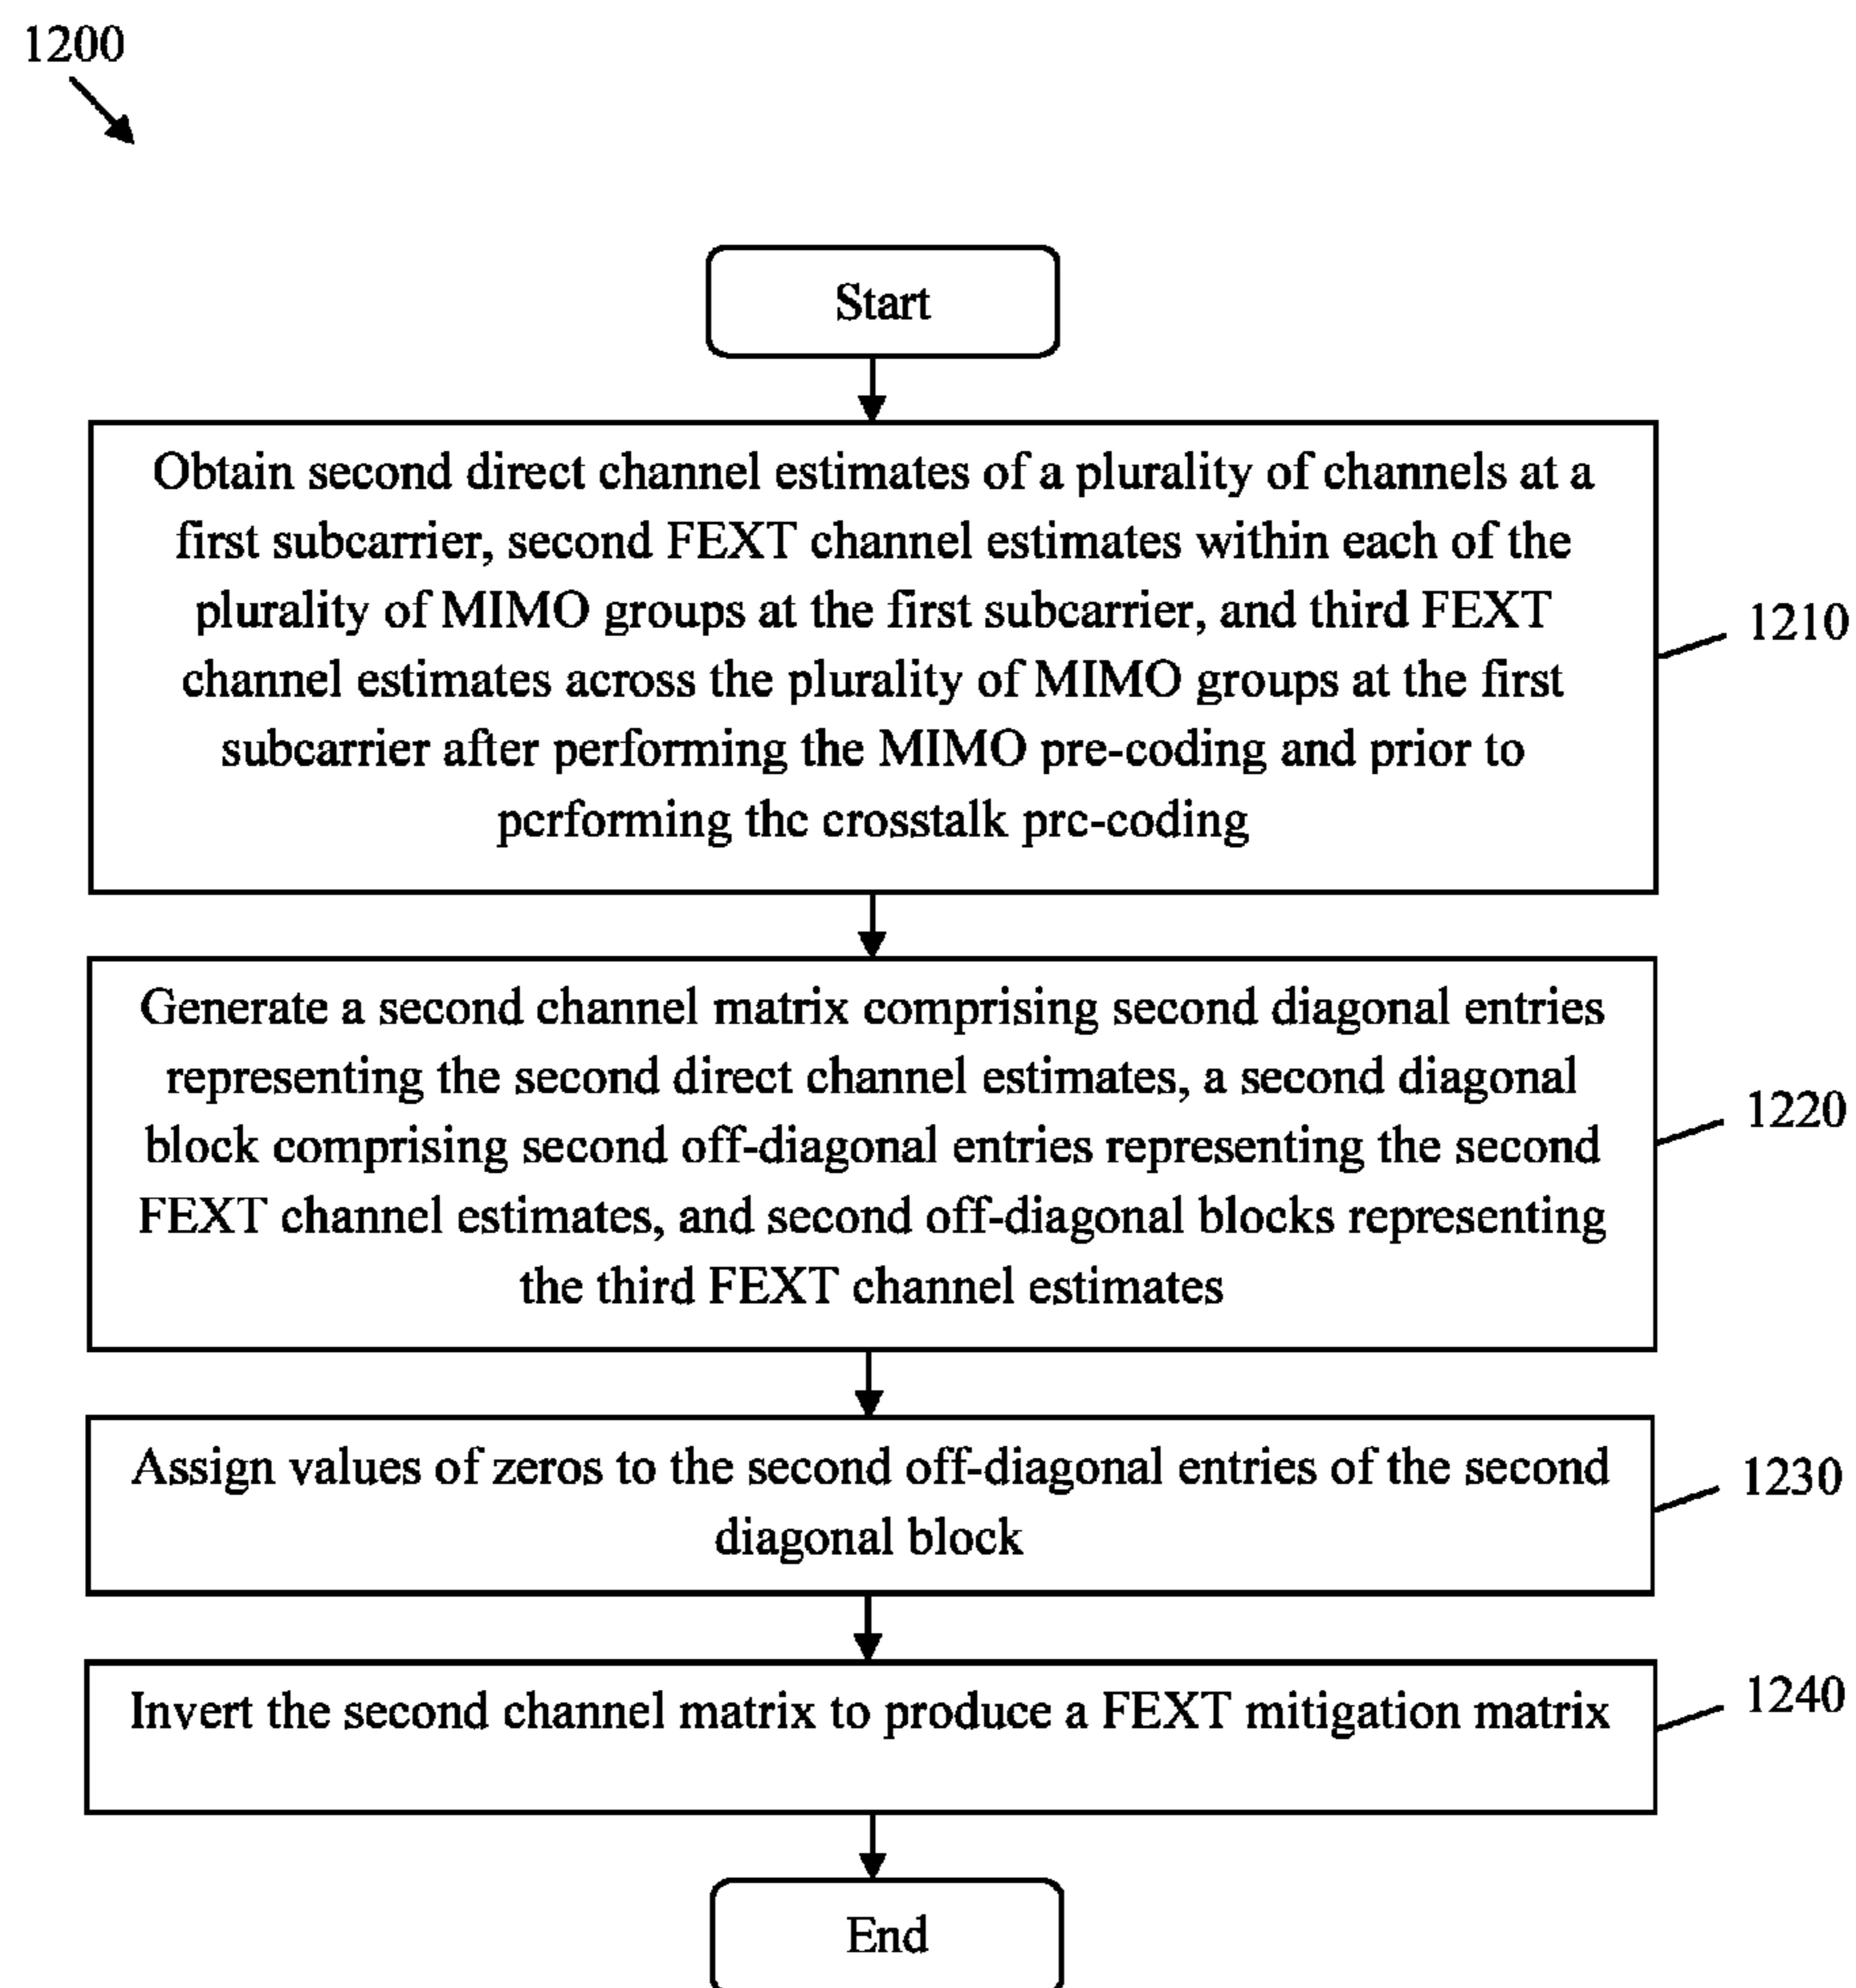 1200
Start
Obtain second direct channel estimates of a plurality of channels at a
first subcarrier, second FEXT channel estimates within each of the
plurality of MIMO groups at the first subcarrier, and third FEXT
channel estimates across the plurality of MIMO groups at the first
subcarrier after performing the MIMO pre-coding and prior to
performing the crosstalk pre-coding
1210
Generate a second channel matrix comprising second diagonal entries
representing the second direct channel estimates, a second diagonal
block comprising second off-diagonal entries representing the second
FEXT channel estimates, and second off-diagonal blocks representing
the third FEXT channel estimates
1220
Assign values of zeros to the second off-diagonal entries of the second
diagonal block
1230
Invert the second channel matrix to produce a FEXT mitigation matrix
1240
End